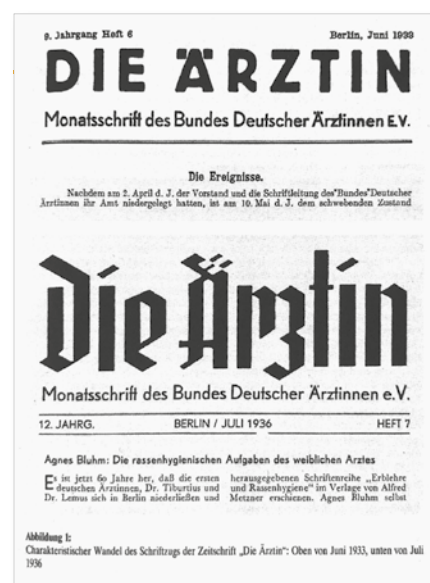 9. Jahrgang Heft 6 Berlin, Juni 1933
DIE ÄRZTIN
Monatsschrift des Bundes Deutscher Ärztinnen E.V.
Die Ereignisse.
Nachdem am 2. April d. J. der Vorstand und die Schriftleitung des "Bundes" Deutscher
Ärztinnen ihr Amt niedergelegt hatten, ist am 10. Mai d. J. dem schwebenden Zustand
Die Ärztin
Monatsschrift des Bundes Deutscher Ärztinnen e.V.
12. JAHRG. BERLIN / JULI 1936 HEFT 7
Agnes Bluhm: Die rassenhygienischen Aufgaben des weiblichen Arztes
Es ist jetzt 60 Jahre her, daß die ersten
deutschen Ärztinnen, Dr. Tiburtius und
Dr. Lemus sich in Berlin niederließen und
herausgegebenen Schriftenreihe „Erblehre
und Rassenhygiene" im Verlage von Alfred
Metzner erschienen. Agnes Bluhm selbst
Abbildung 1:
Charakteristischer Wandel des Schriftzugs der Zeitschrift „Die Ärztin": Oben von Juni 1933, unten von Juli
1936